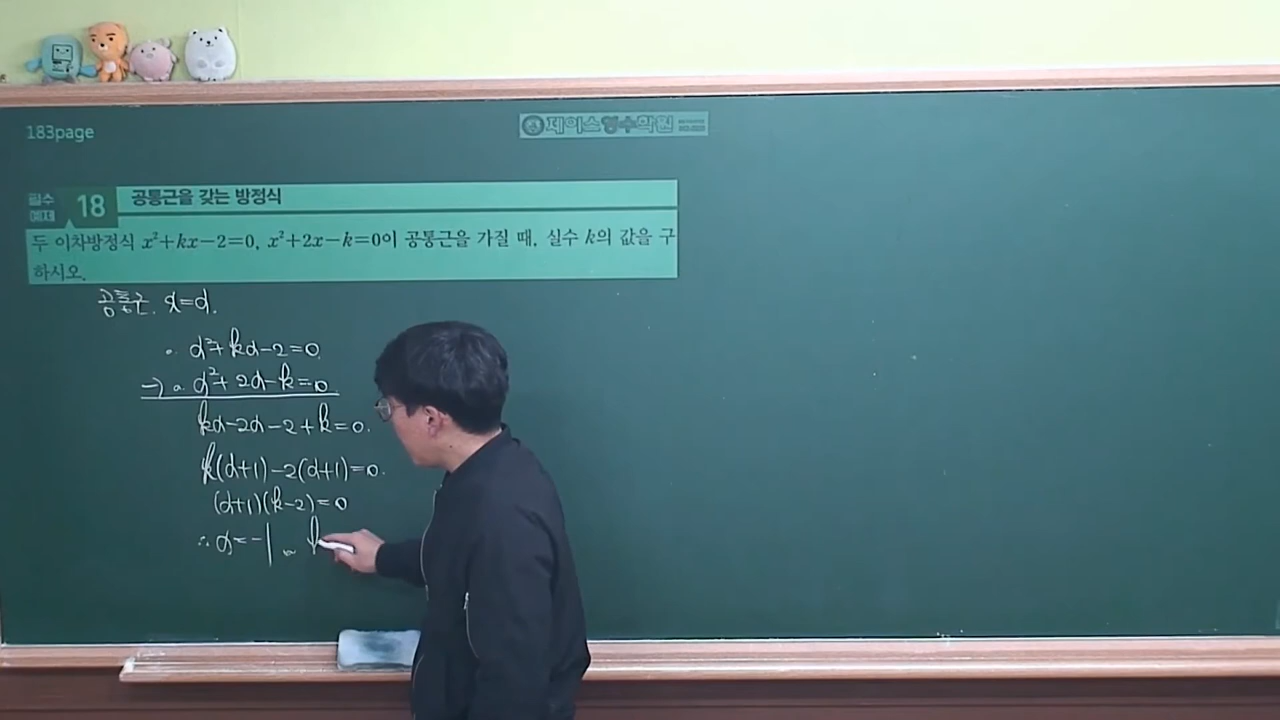 183page
제이스영수학원
필수 예제 18 공통근을 갖는 방정식
두 이차방정식 x²+kx−2=0, x²+2x−k=0이 공통근을 가질 때, 실수 k의 값을 구
하시오.
공통근. x=α.
α²+kα−2=0.
−) α²+2α−k=0.
kα−2α−2+k=0.
k(α+1)−2(α+1)=0.
(α+1)(k−2)=0
∴ α=−1 or k